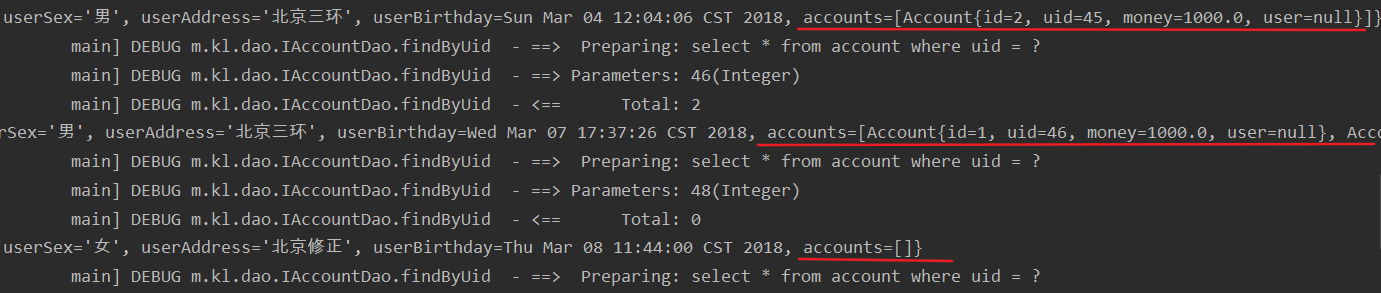 userSex='男', userAddress='北京三环', userBirthday=Sun Mar 04 12:04:06 CST 2018, accounts=[Account{id=2, uid=45, money=1000.0, user=null}]}
main] DEBUG m.kl.dao.IAccountDao.findByUid - ==> Preparing: select * from account where uid = ?
main] DEBUG m.kl.dao.IAccountDao.findByUid - ==> Parameters: 46(Integer)
main] DEBUG m.kl.dao.IAccountDao.findByUid - <== Total: 2
erSex='男', userAddress='北京三环', userBirthday=Wed Mar 07 17:37:26 CST 2018, accounts=[Account{id=1, uid=46, money=1000.0, user=null}, Acc
main] DEBUG m.kl.dao.IAccountDao.findByUid - ==> Preparing: select * from account where uid = ?
main] DEBUG m.kl.dao.IAccountDao.findByUid - ==> Parameters: 48(Integer)
main] DEBUG m.kl.dao.IAccountDao.findByUid - <== Total: 0
userSex='女', userAddress='北京修正', userBirthday=Thu Mar 08 11:44:00 CST 2018, accounts=[]}
main] DEBUG m.kl.dao.IAccountDao.findByUid - ==> Preparing: select * from account where uid = ?